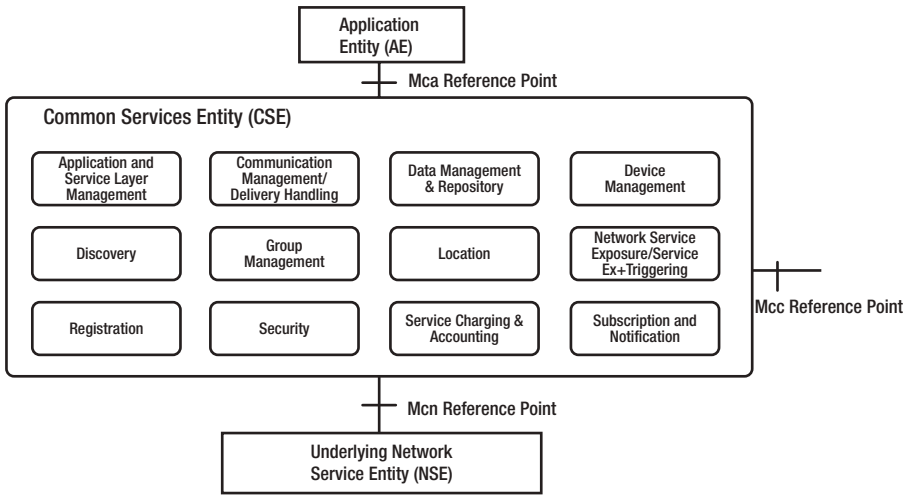 Application
Entity (AE)
Mca Reference Point
Common Services Entity (CSE)
Application and
Service Layer
Management
Communication
Management/
Delivery Handling
Data Management
& Repository
Device
Management
Discovery
Group
Management
Location
Network Service
Exposure/Service
Ex+Triggering
Mcc Reference Point
Registration
Security
Service Charging &
Accounting
Subscription and
Notification
Mcn Reference Point
Underlying Network
Service Entity (NSE)